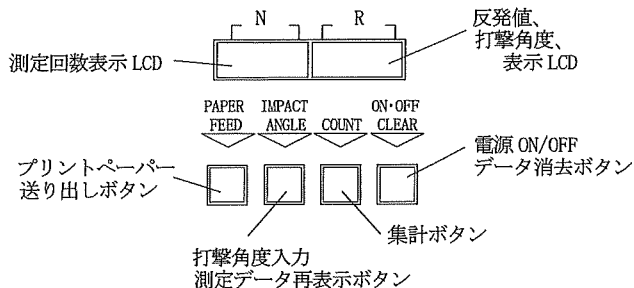 N
R
測定回数表示 LCD
反発値、
打撃角度、
表示 LCD
PAPER
FEED
IMPACT
ANGLE
COUNT
ON・OFF
CLEAR
プリントペーパー
送り出しボタン
電源 ON/OFF
データ消去ボタン
打撃角度入力
測定データ再表示ボタン
集計ボタン